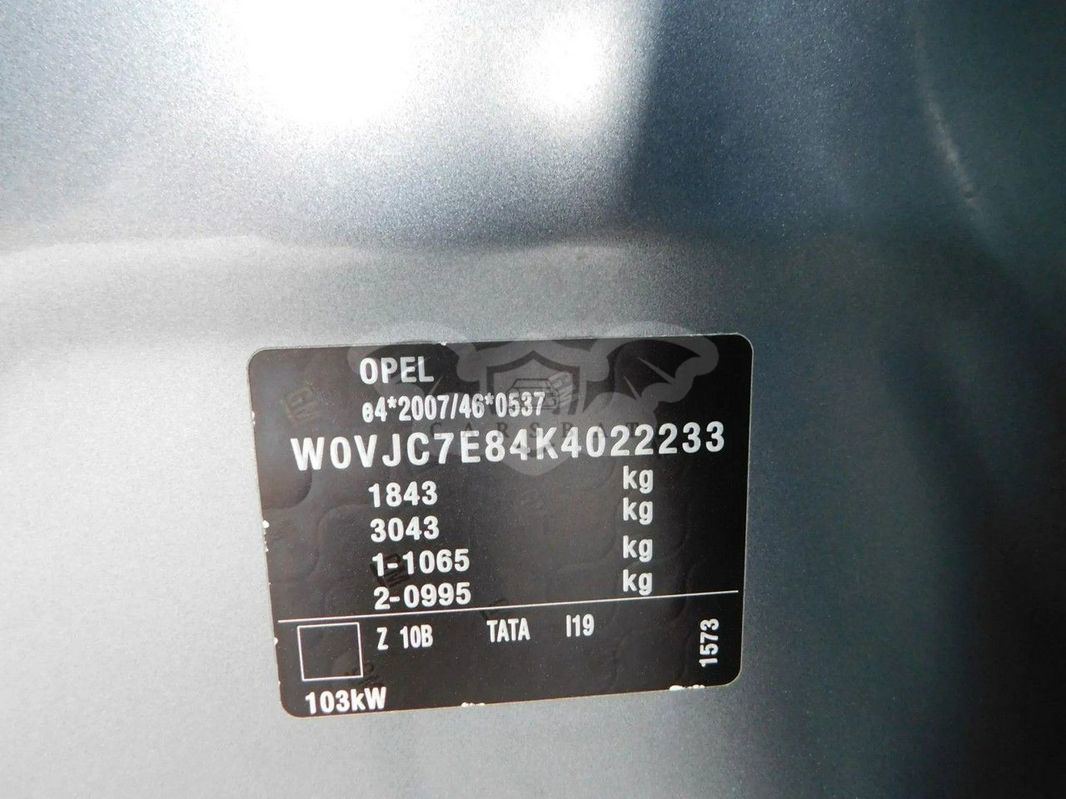 OPEL
e4*2007/46*0537
W0VJC7E84K4022233
1843 kg
3043 kg
1-1065 kg
2-0995 kg
Z 10B TATA I19
1573
103kW